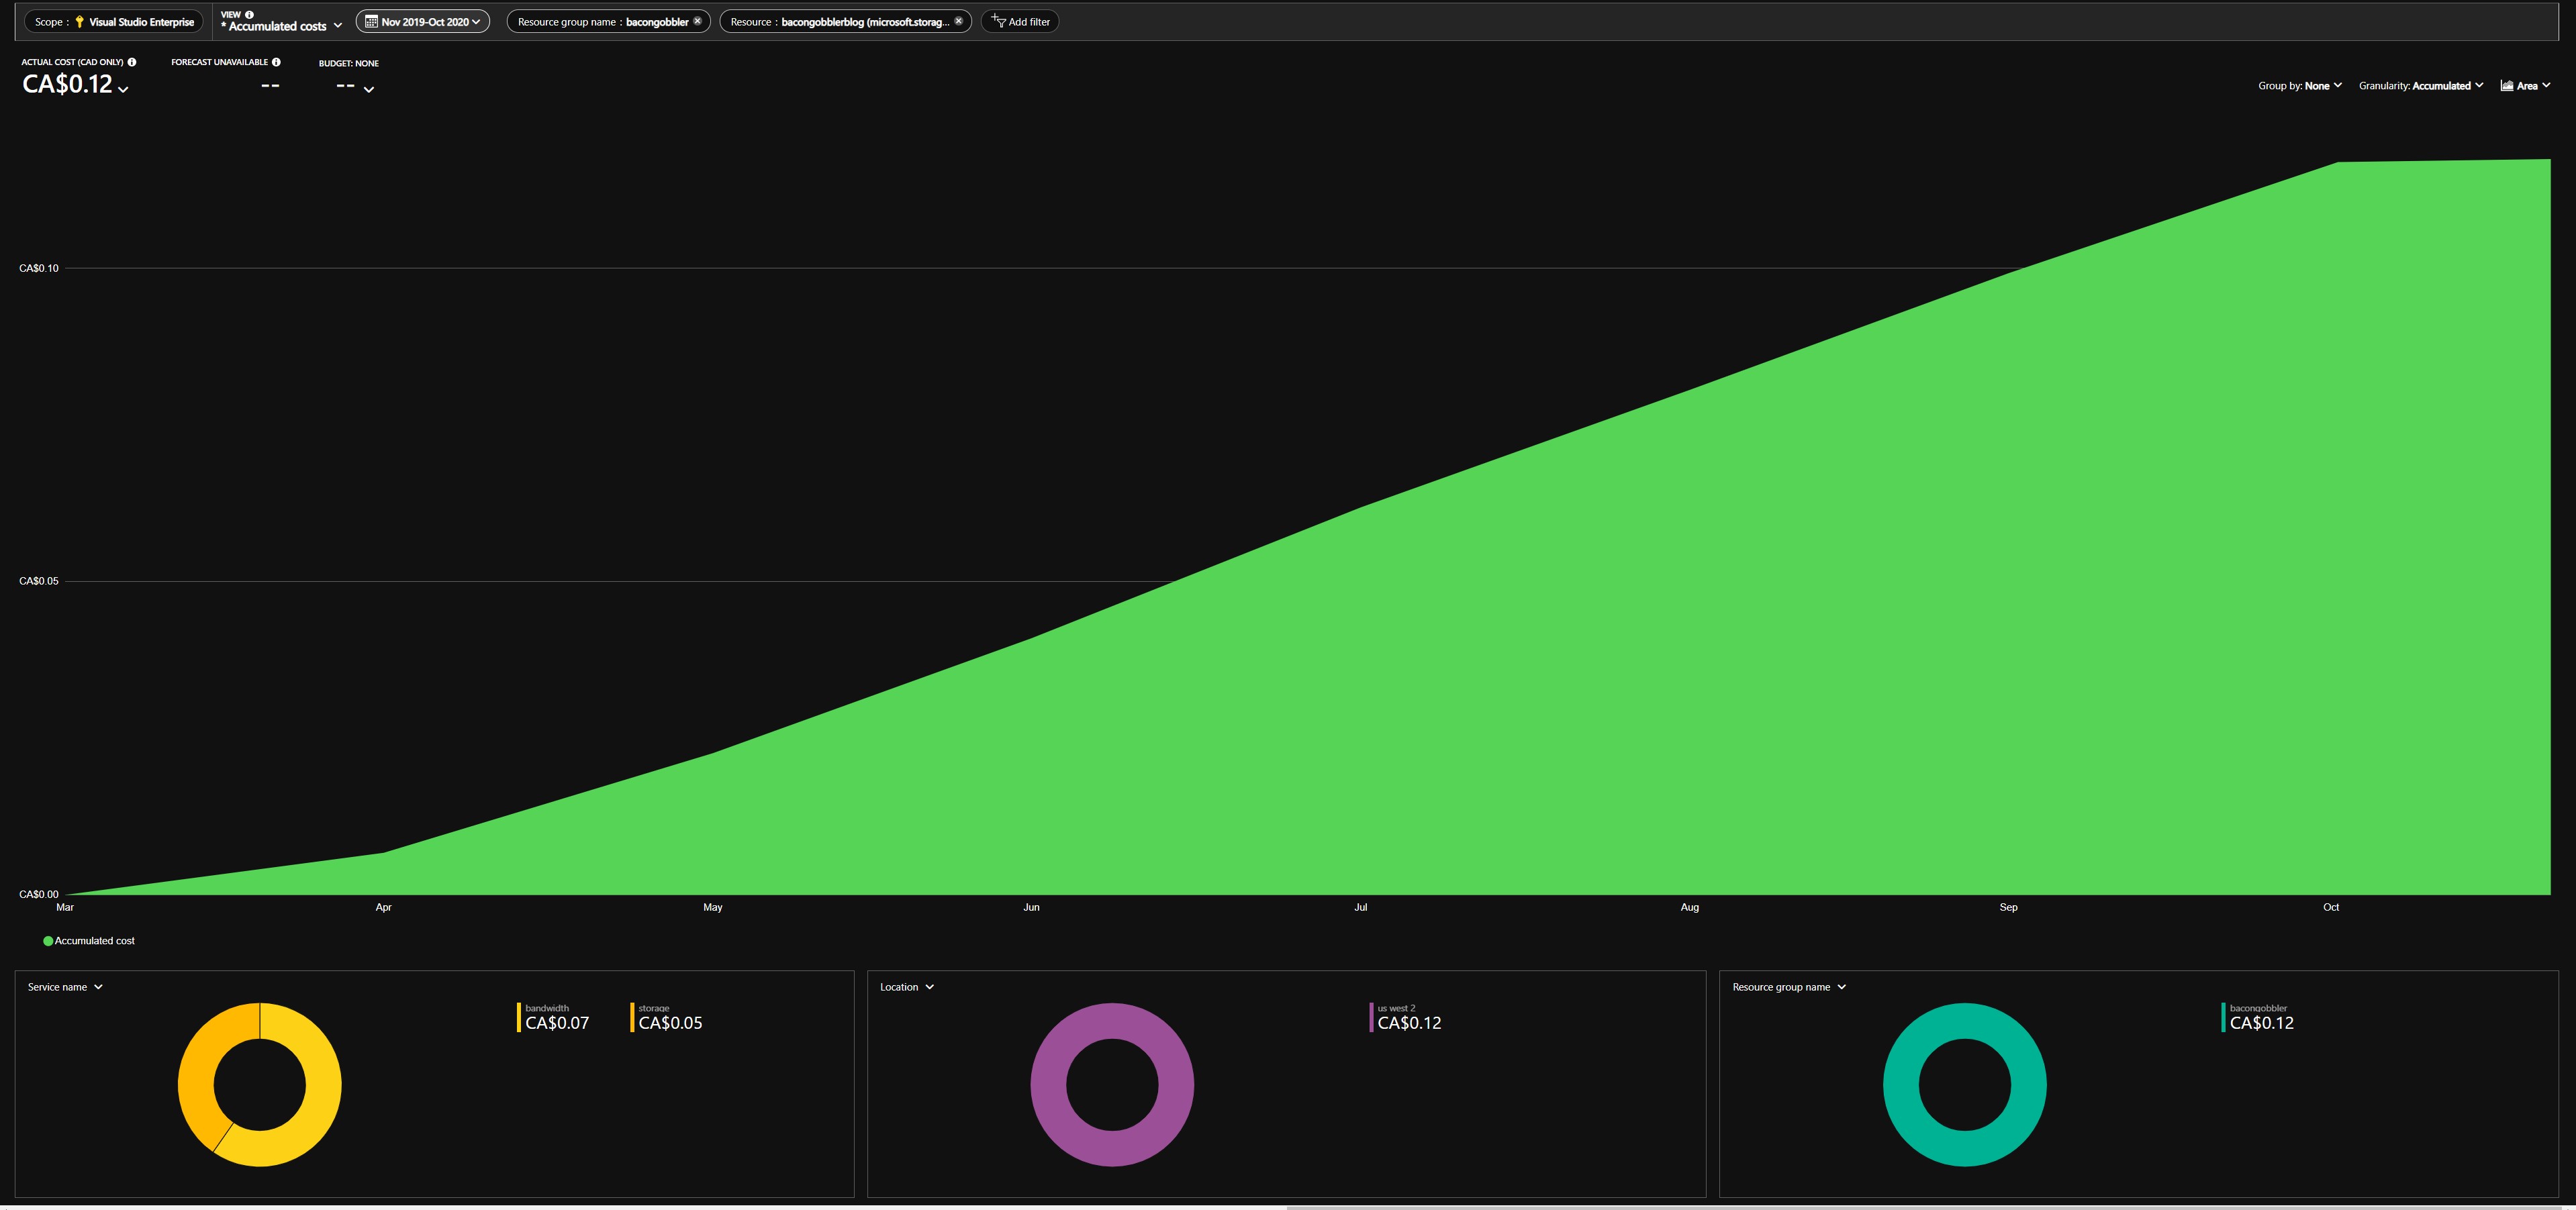 Scope : Visual Studio Enterprise
VIEW
* Accumulated costs
Nov 2019-Oct 2020
Resource group name : bacongobbler
Resource : bacongobblerblog (microsoft.storag...
Add filter
ACTUAL COST (CAD ONLY)
FORECAST UNAVAILABLE
BUDGET: NONE
CA$0.12
--
--
Group by: None
Granularity: Accumulated
Area
CA$0.10
CA$0.05
CA$0.00
Mar
Apr
May
Jun
Jul
Aug
Sep
Oct
Accumulated cost
Service name
bandwidth
CA$0.07
storage
CA$0.05
Location
us west 2
CA$0.12
Resource group name
bacongobbler
CA$0.12